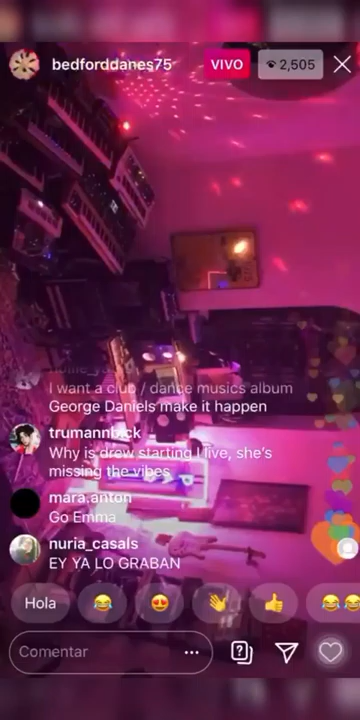 bedforddanes75
VIVO
2,505
I want a club / dance musics album
George Daniels make it happen
trumannblck
Why is drew starting I live, she's
missing the vibes
mara.anton
Go Emma
nuria_casals
EY YA LO GRABAN
Hola
Comentar